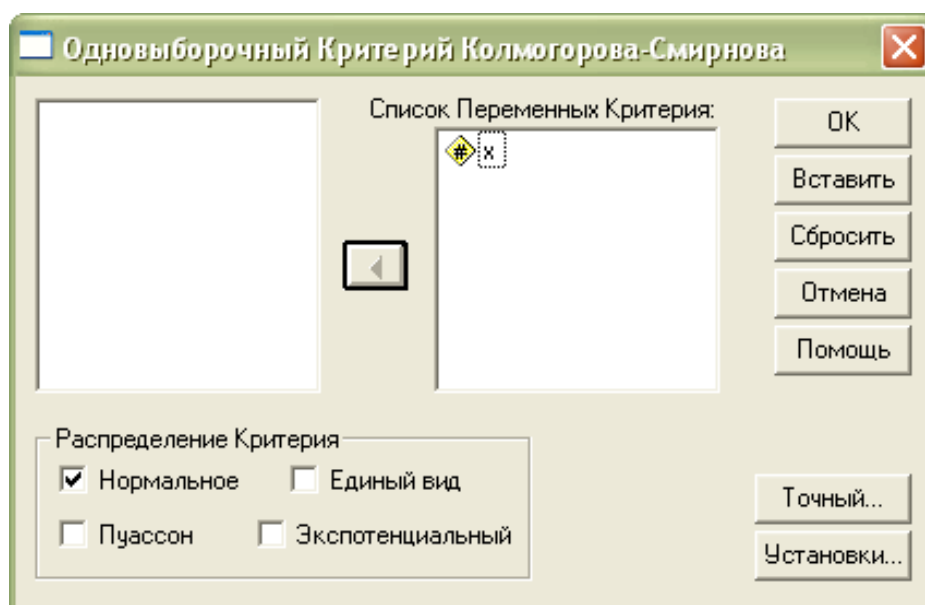 Одновыборочный Критерий Колмогорова-Смирнова
Список Переменных Критерия:
# x
OK
Вставить
Сбросить
Отмена
Помощь
Распределение Критерия
Нормальное
Единый вид
Пуассон
Экспотенциальный
Точный...
Установки...